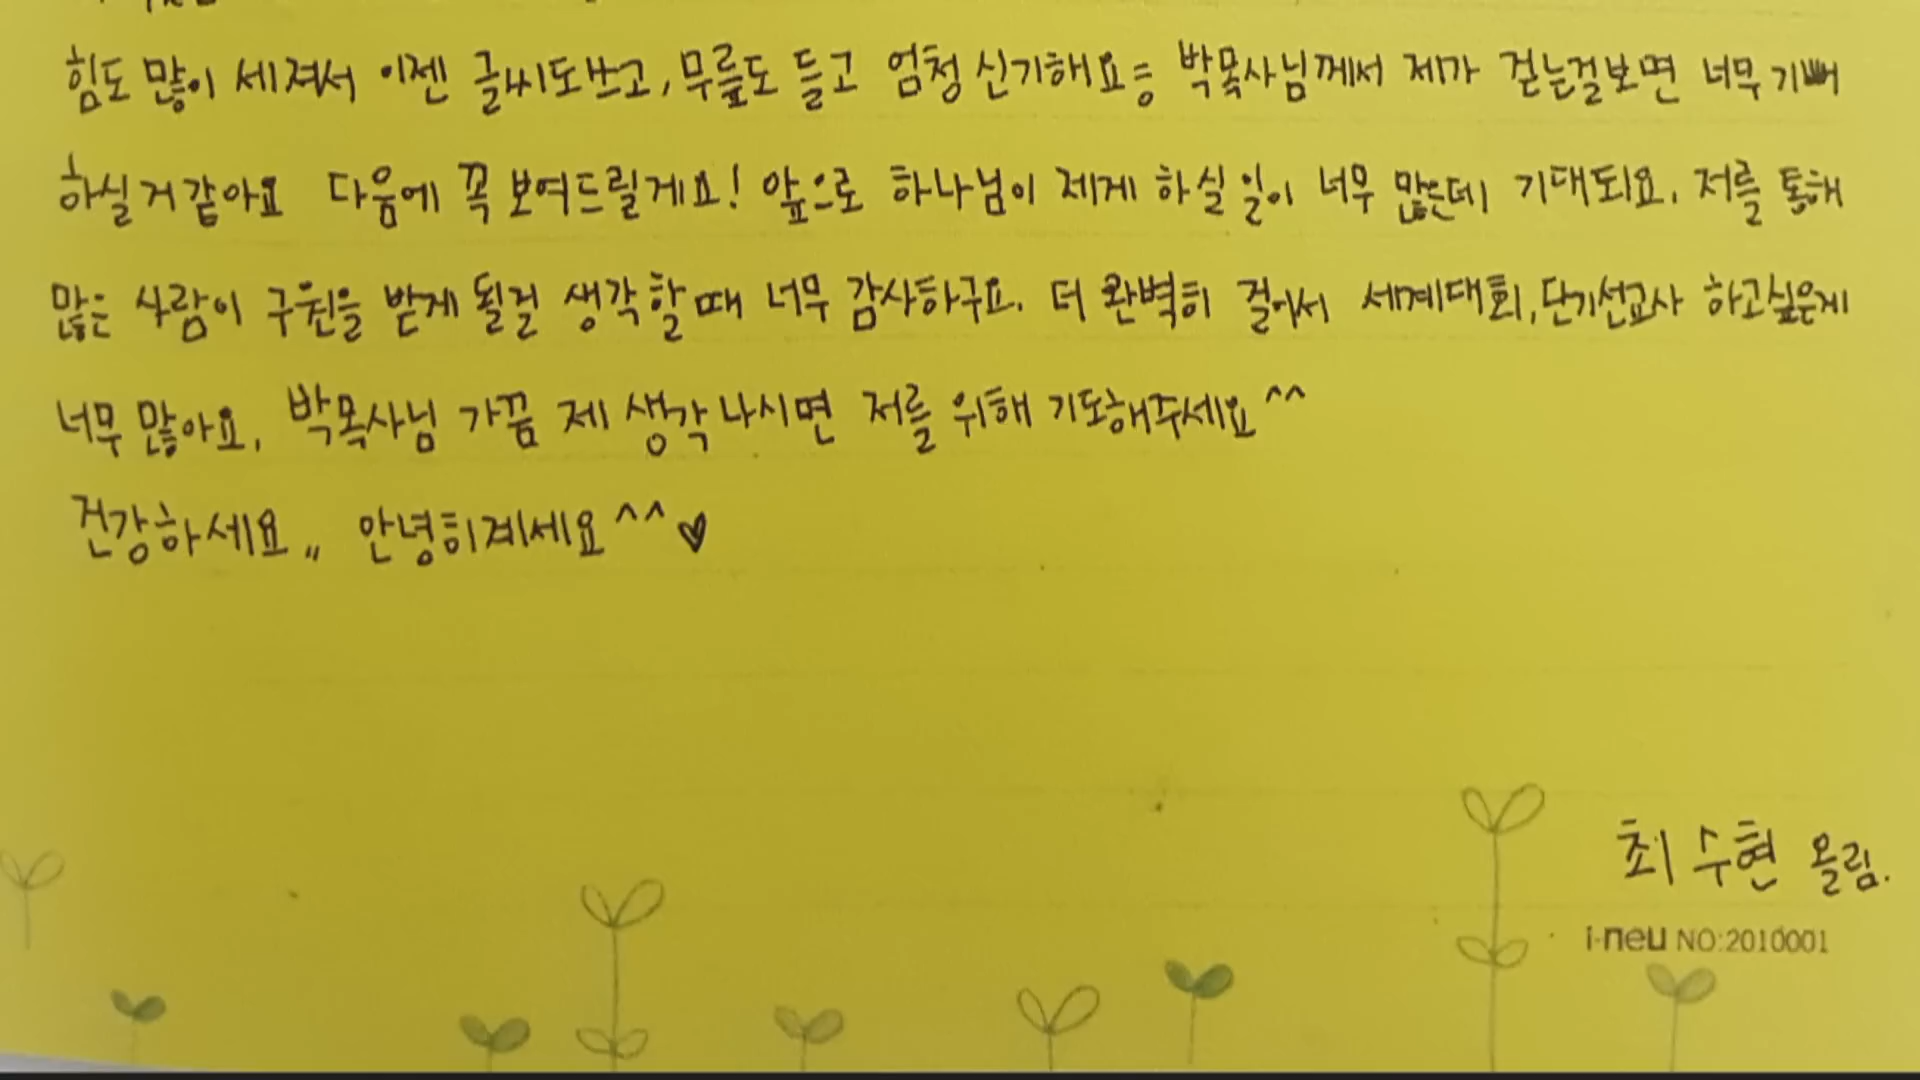 힘도 많이 세져서 이젠 글씨도 쓰고, 무릎도 들고 엄청 신기해요 박목사님께서 제가 걷는걸 보면 너무 기뻐
하실거 같아요 다음에 꼭 보여드릴게요! 앞으로 하나님이 제게 하실 일이 너무 많은데 기대되요. 저를 통해
많은 사람이 구원을 받게 될걸 생각할 때 너무 감사하구요. 더 완벽히 걸어서 세계대회, 단기선교사 하고싶은게
너무 많아요. 박목사님 가끔 제 생각 나시면 저를 위해 기도해주세요^^
건강하세요,, 안녕히계세요^^♥
최수현 올림.
i-neu NO:2010001